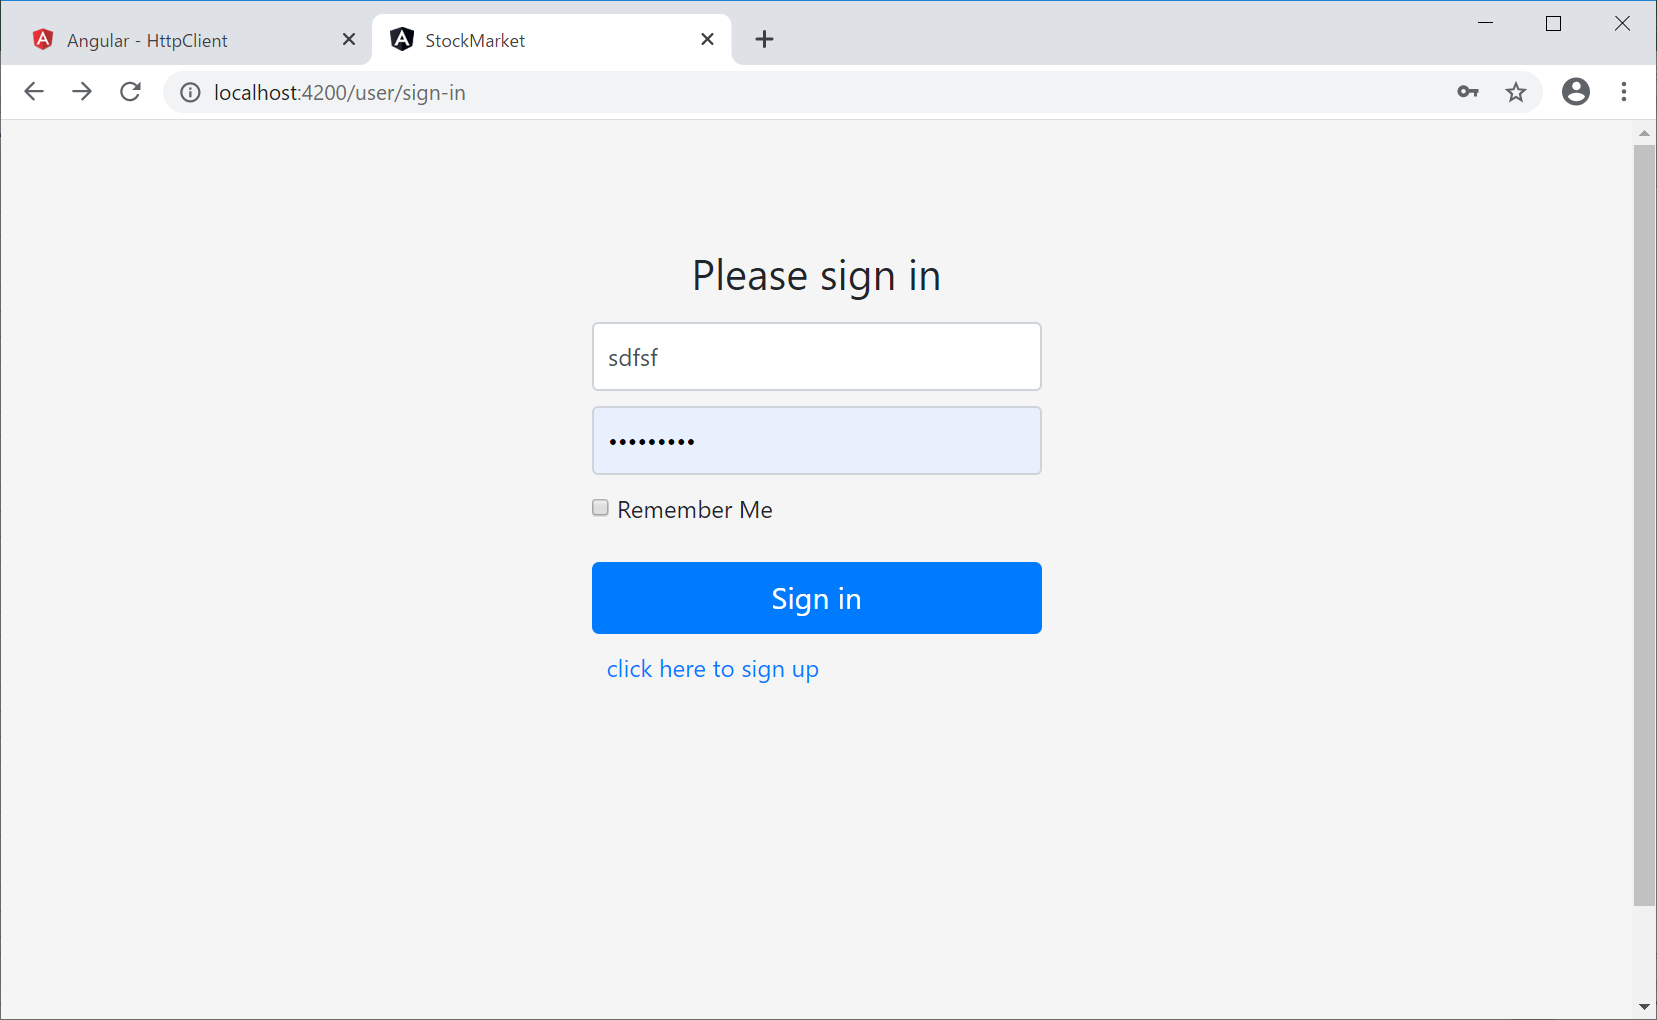 Angular - HttpClient
StockMarket
localhost:4200/user/sign-in
Please sign in
sdfsf
•••••••••
Remember Me
Sign in
click here to sign up